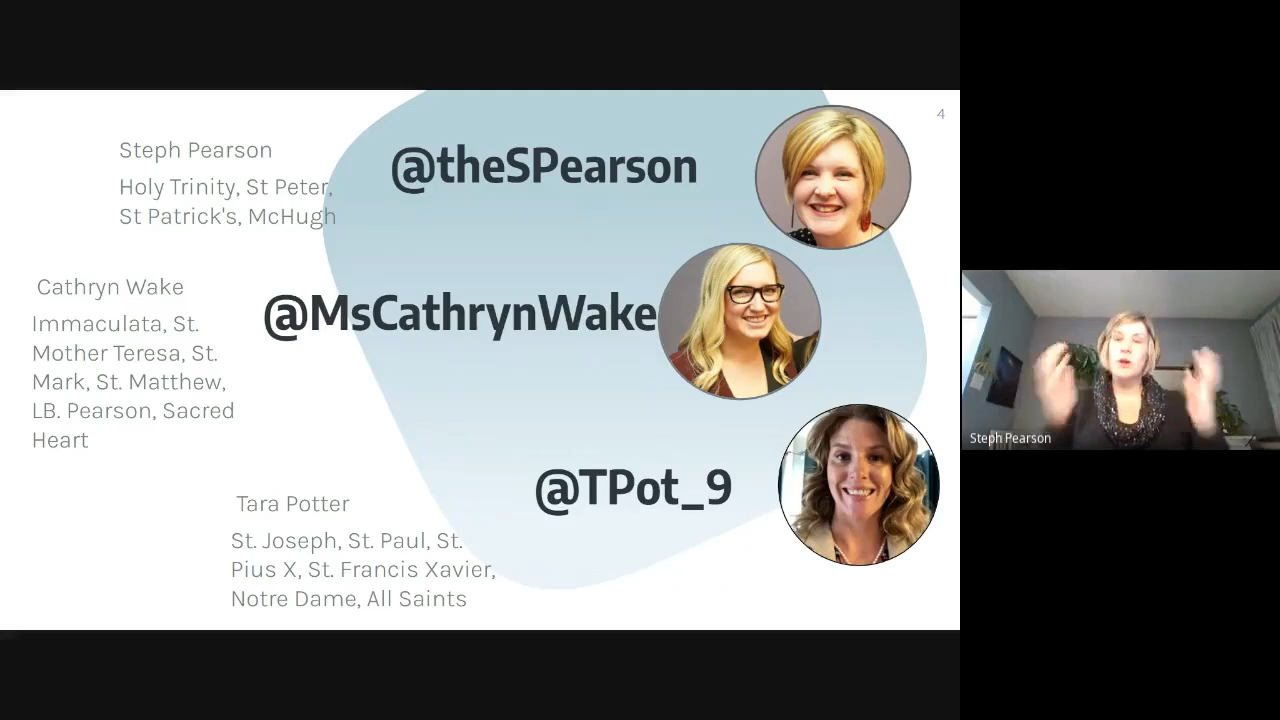 4
Steph Pearson
@theSPearson
Holy Trinity, St Peter,
St Patrick's, McHugh
Cathryn Wake
@MsCathrynWake
Immaculata, St.
Mother Teresa, St.
Mark, St. Matthew,
LB. Pearson, Sacred
Heart
Tara Potter
@TPot_9
St. Joseph, St. Paul, St.
Pius X, St. Francis Xavier,
Notre Dame, All Saints
Steph Pearson